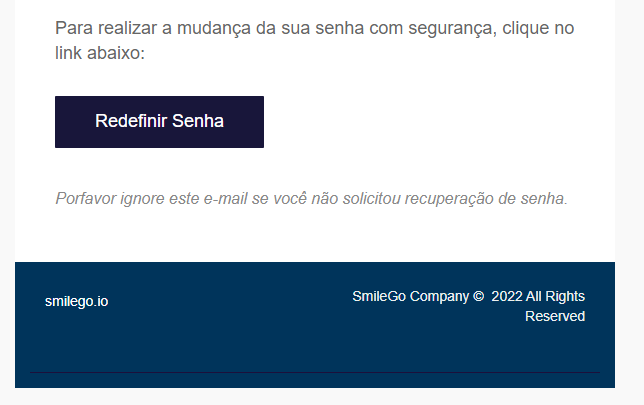 Para realizar a mudança da sua senha com segurança, clique no
link abaixo:
Redefinir Senha
Porfavor ignore este e-mail se você não solicitou recuperação de senha.
smilego.io
SmileGo Company © 2022 All Rights
Reserved